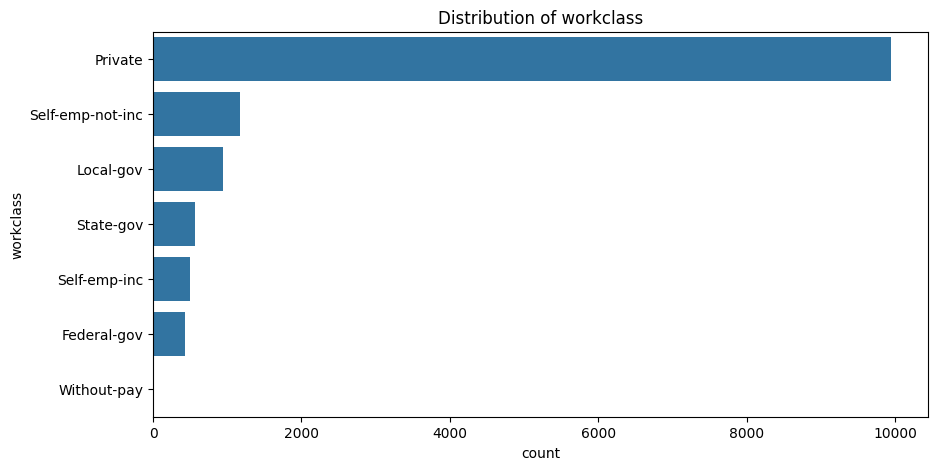 Distribution of workclass
Private
Self-emp-not-inc
Local-gov
State-gov
Self-emp-inc
Federal-gov
Without-pay
workclass
0 2000 4000 6000 8000 10000
count